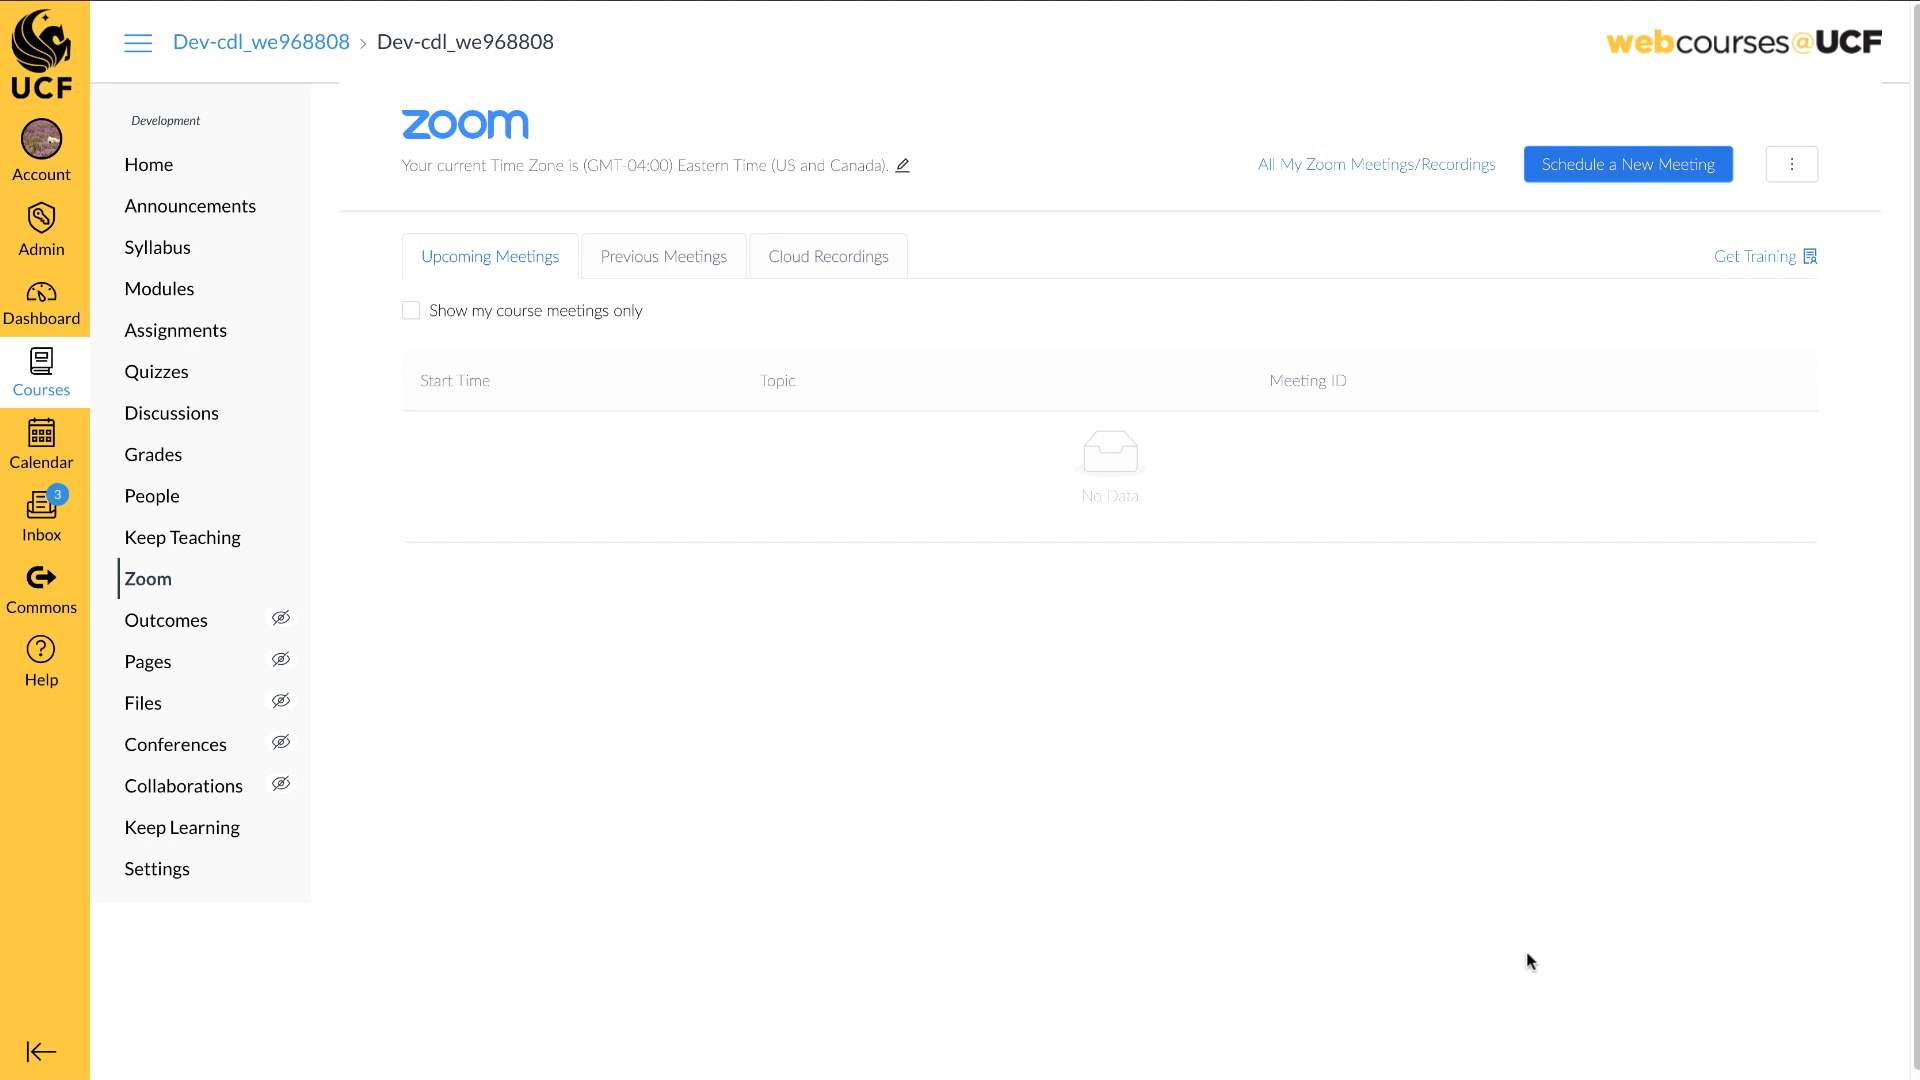 UCF
Account
Admin
Dashboard
Courses
Calendar
3
Inbox
Commons
Help
Dev-cdl_we968808 > Dev-cdl_we968808
webcourses@UCF
Development
Home
Announcements
Syllabus
Modules
Assignments
Quizzes
Discussions
Grades
People
Keep Teaching
Zoom
Outcomes
Pages
Files
Conferences
Collaborations
Keep Learning
Settings
zoom
Your current Time Zone is (GMT-04:00) Eastern Time (US and Canada).
All My Zoom Meetings/Recordings
Schedule a New Meeting
Upcoming Meetings
Previous Meetings
Cloud Recordings
Get Training
Show my course meetings only
Start Time
Topic
Meeting ID
No Data